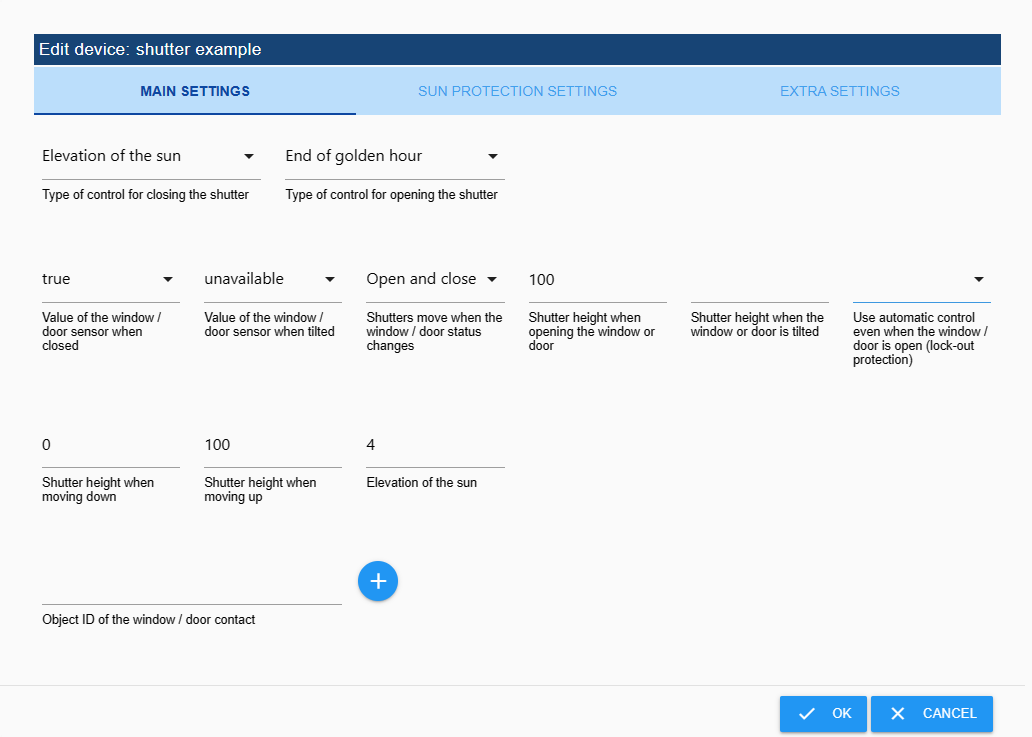 Edit device: shutter example
MAIN SETTINGS
SUN PROTECTION SETTINGS
EXTRA SETTINGS
Elevation of the sun
Type of control for closing the shutter
End of golden hour
Type of control for opening the shutter
true
Value of the window /
door sensor when
closed
unavailable
Value of the window /
door sensor when tilted
Open and close
Shutters move when the
window / door status
changes
100
Shutter height when
opening the window or
door
Shutter height when the
window or door is tilted
Use automatic control
even when the window /
door is open (lock-out
protection)
0
Shutter height when
moving down
100
Shutter height when
moving up
4
Elevation of the sun
Object ID of the window / door contact
OK
CANCEL